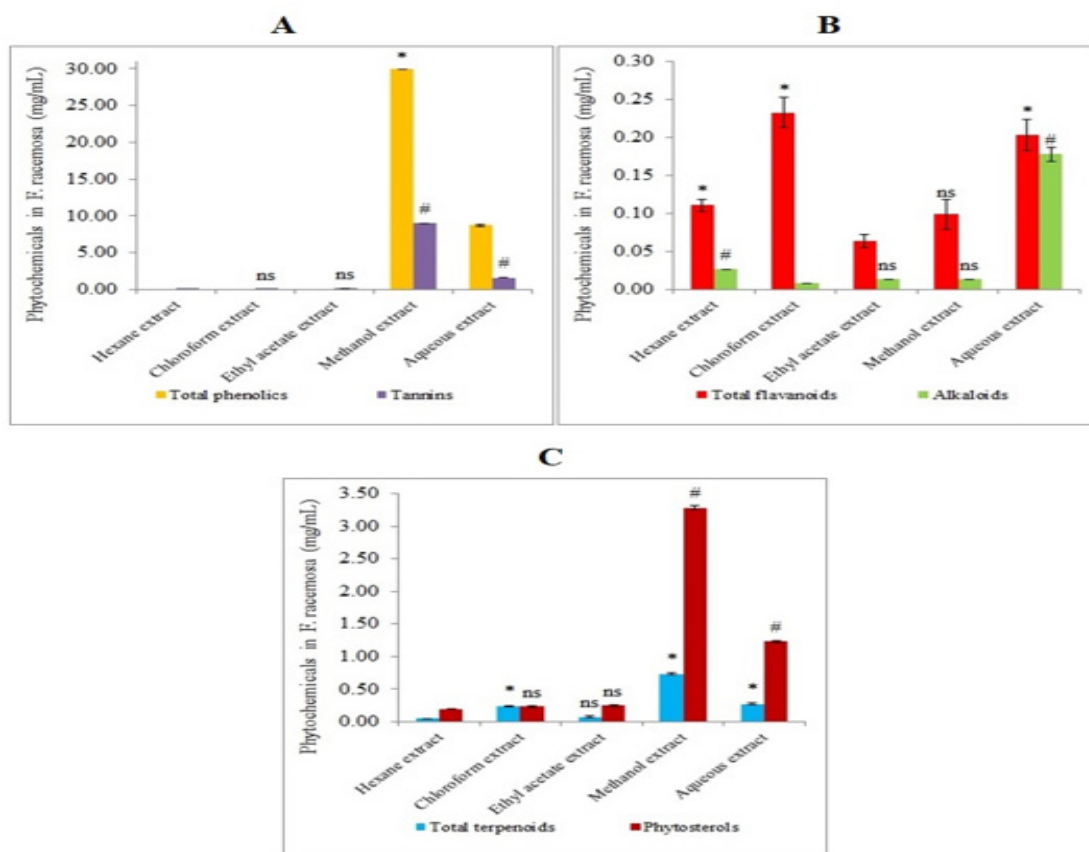 A
Phytochemicals in F. racemosa (mg/mL)
30.00
25.00
20.00
15.00
10.00
5.00
0.00
*
#
ns
ns
#
Hexane extract
Chloroform extract
Ethyl acetate extract
Methanol extract
Aqueous extract
Total phenolics
Tannins
B
Phytochemicals in F. racemosa (mg/mL)
0.30
0.25
0.20
0.15
0.10
0.05
0.00
*
#
*
ns
ns
ns
*
#
Hexane extract
Chloroform extract
Ethyl acetate extract
Methanol extract
Aqueous extract
Total flavanoids
Alkaloids
C
Phytochemicals in F. racemosa (mg/mL)
3.50
3.00
2.50
2.00
1.50
1.00
0.50
0.00
*
ns
ns
ns
*
#
*
#
Hexane extract
Chloroform extract
Ethyl acetate extract
Methanol extract
Aqueous extract
Total terpenoids
Phytosterols